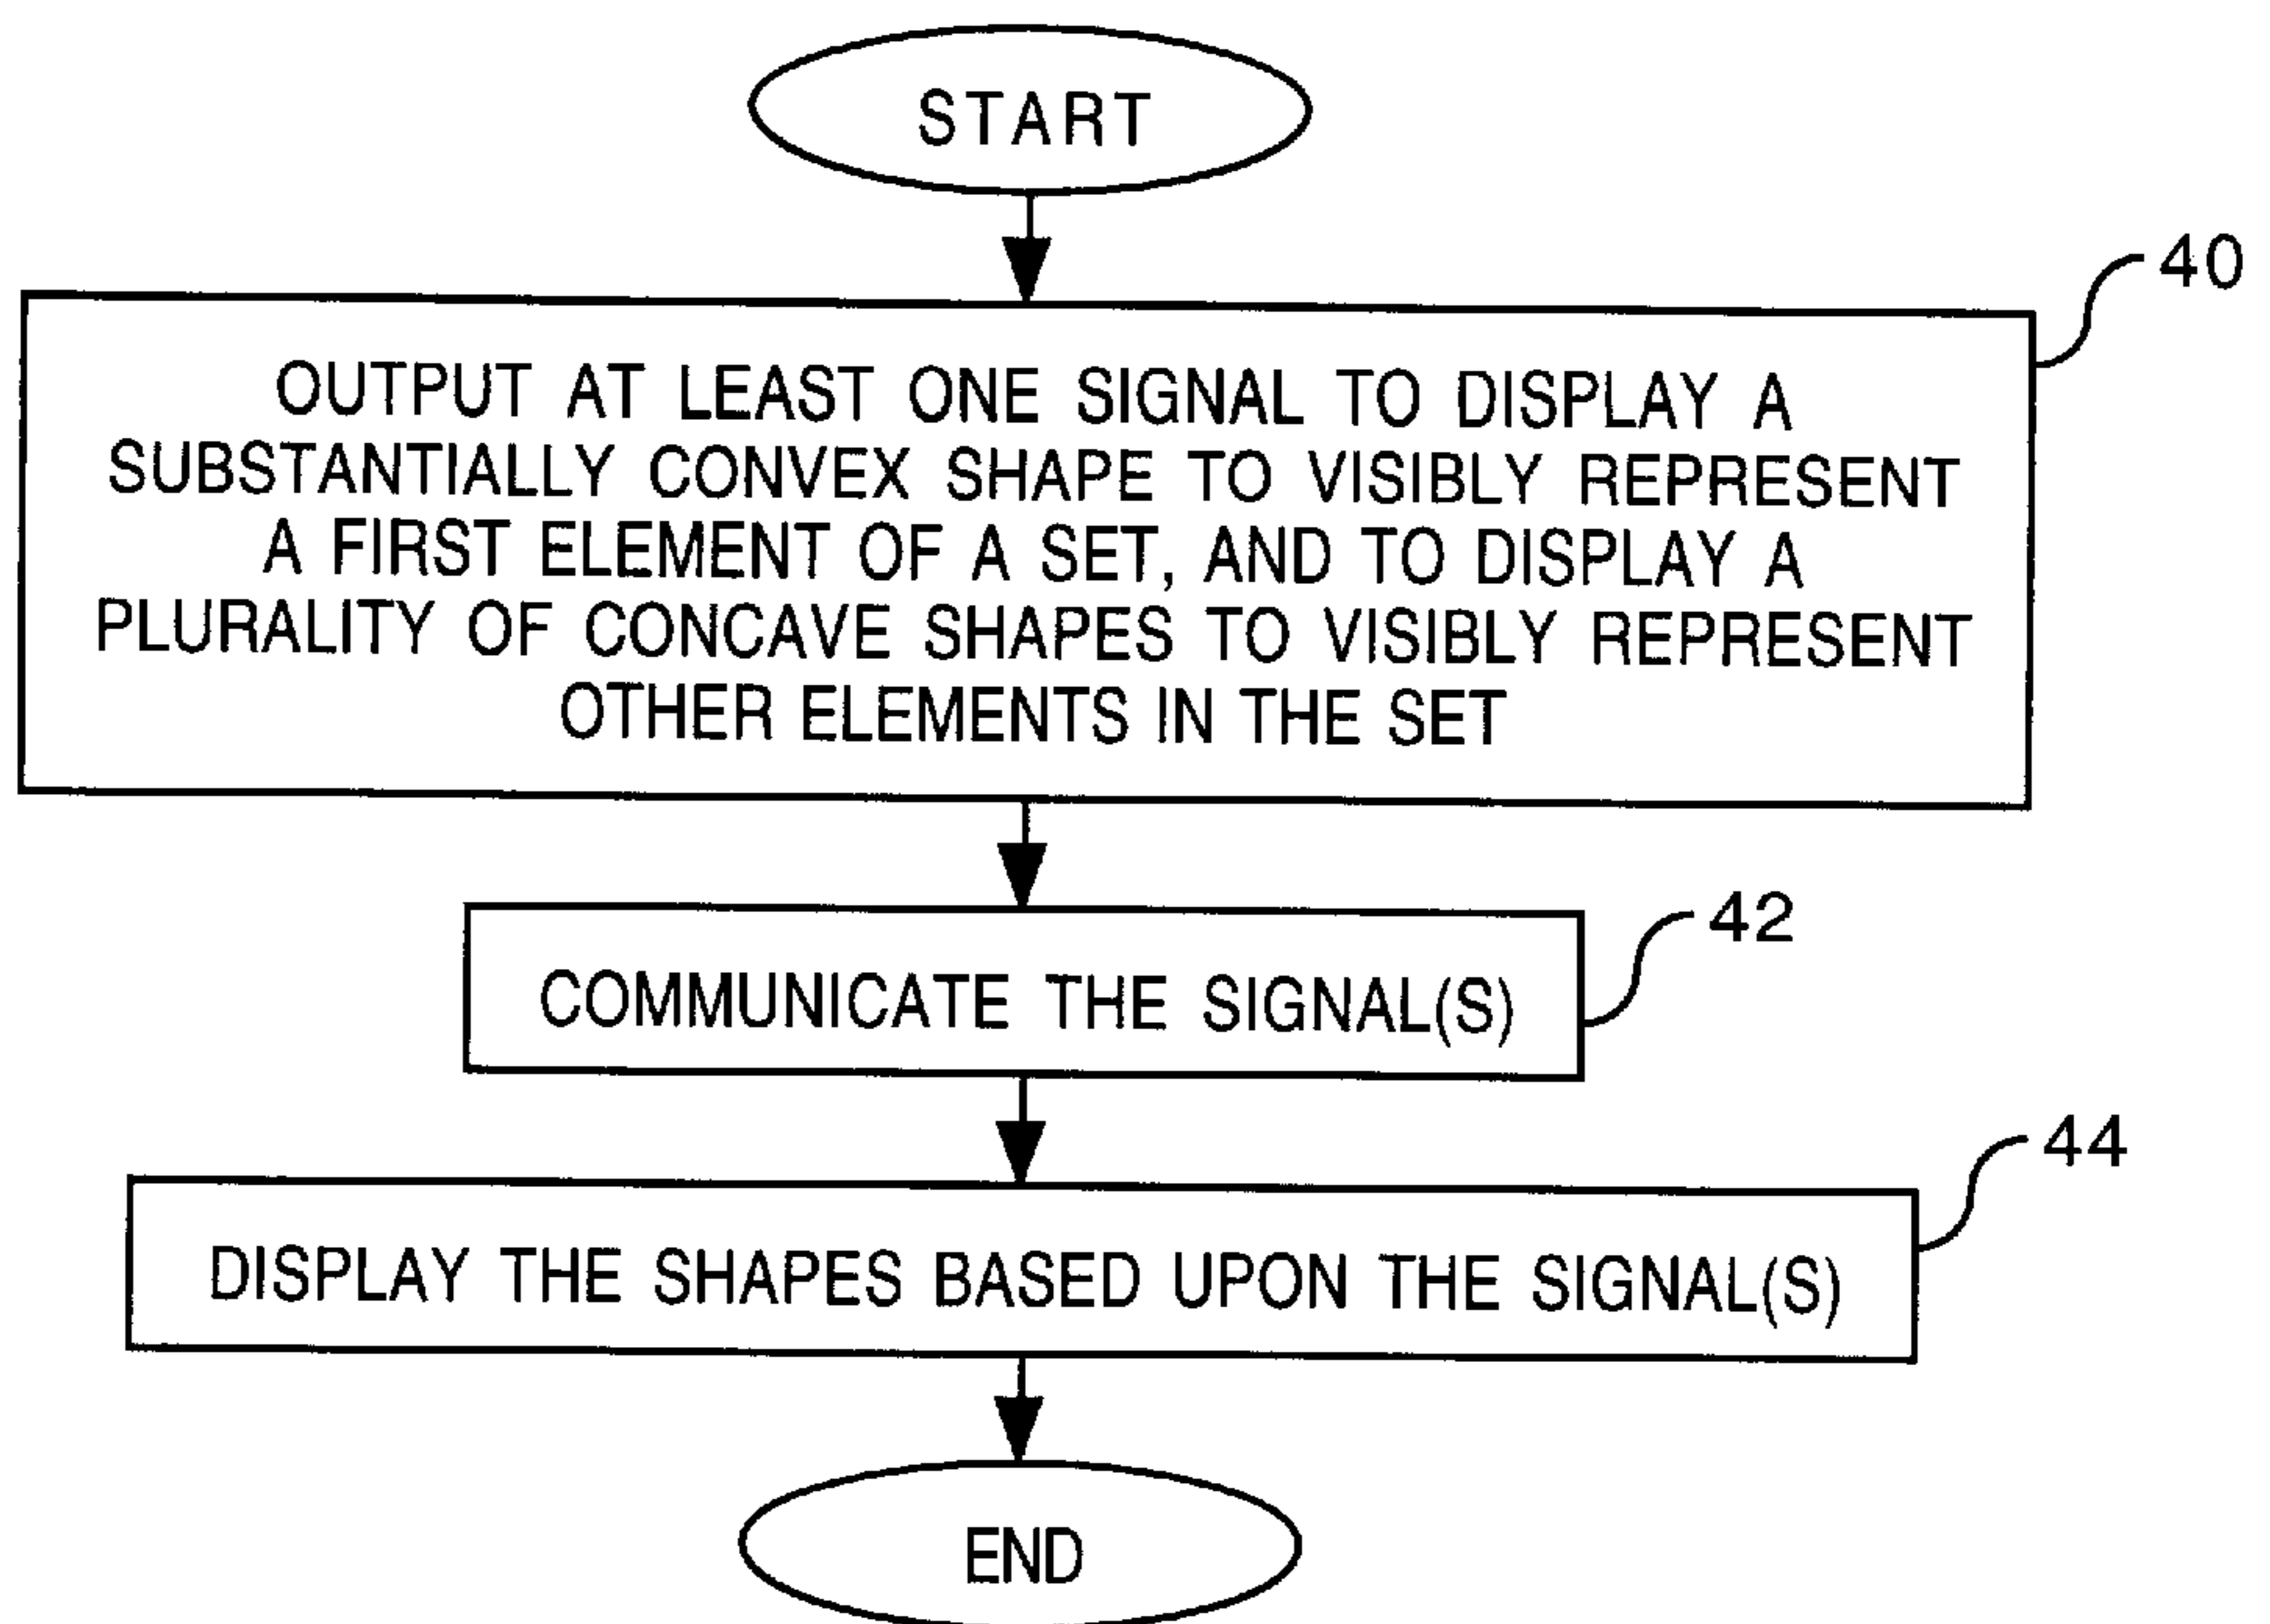 START
40
OUTPUT AT LEAST ONE SIGNAL TO DISPLAY A
SUBSTANTIALLY CONVEX SHAPE TO VISIBLY REPRESENT
A FIRST ELEMENT OF A SET, AND TO DISPLAY A
PLURALITY OF CONCAVE SHAPES TO VISIBLY REPRESENT
OTHER ELEMENTS IN THE SET
42
COMMUNICATE THE SIGNAL(S)
44
DISPLAY THE SHAPES BASED UPON THE SIGNAL(S)
END